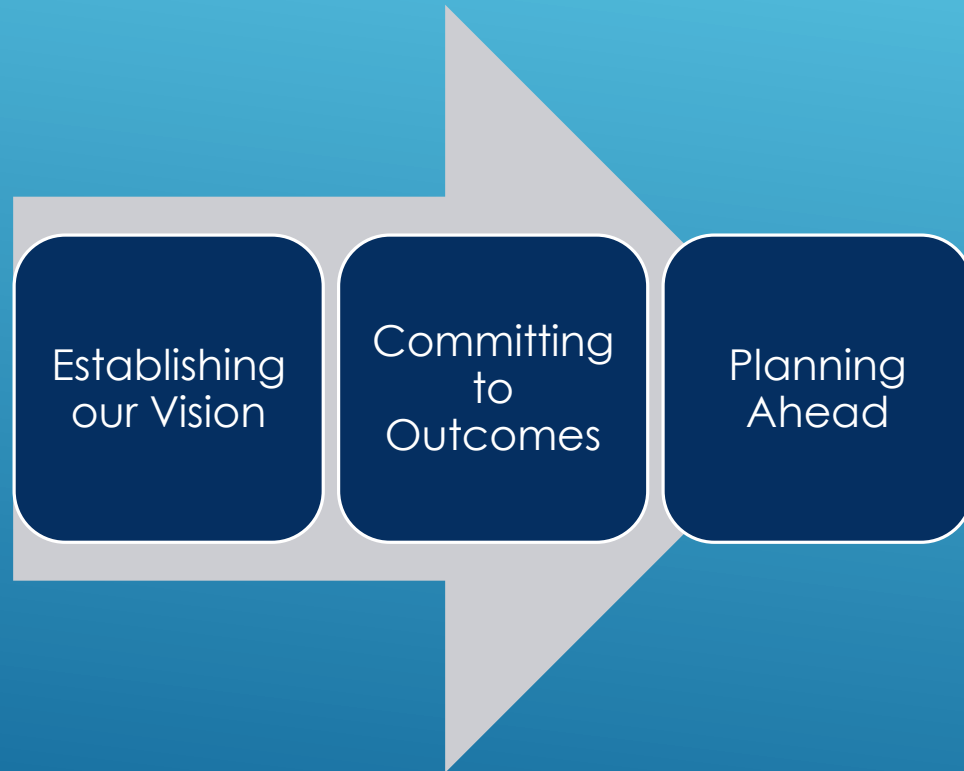 Establishing
our Vision
Committing
to
Outcomes
Planning
Ahead